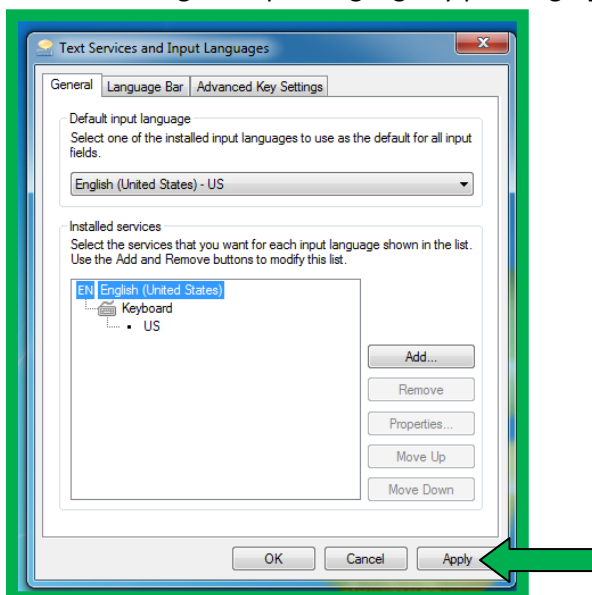 Text Services and Input Languages
General Language Bar Advanced Key Settings
Default input language
Select one of the installed input languages to use as the default for all input
fields.
English (United States) - US
Installed services
Select the services that you want for each input language shown in the list.
Use the Add and Remove buttons to modify this list.
EN English (United States)
Keyboard
US
Add...
Remove
Properties...
Move Up
Move Down
OK Cancel Apply